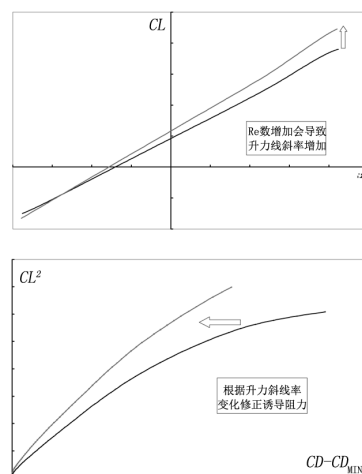 CL
Re数增加会导致
升力线斜率增加
α
CL²
根据升力斜线率
变化修正诱导阻力
CD-CD_MIN